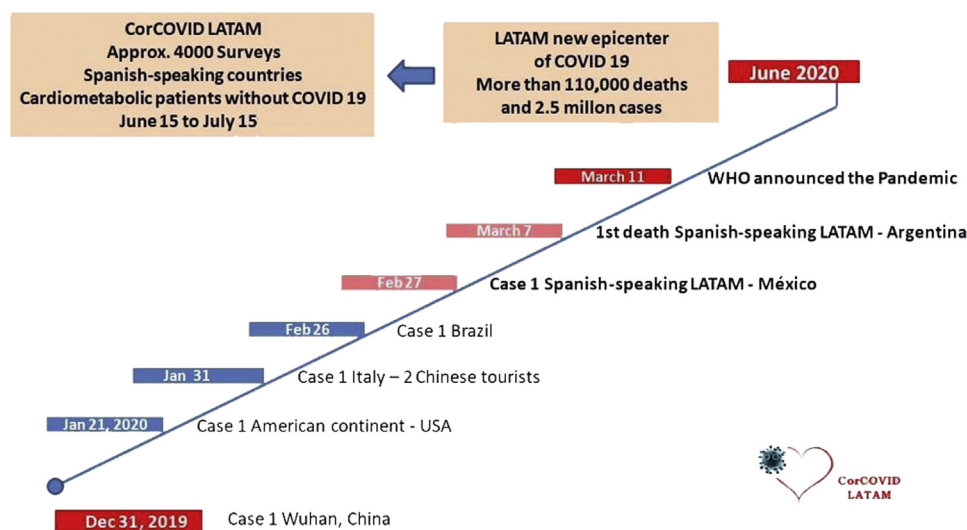 CorCOVID LATAM
Approx. 4000 Surveys
Spanish-speaking countries
Cardiometabolic patients without COVID 19
June 15 to July 15
LATAM new epicenter
of COVID 19
More than 110,000 deaths
and 2.5 millon cases
June 2020
March 11
WHO announced the Pandemic
March 7
1st death Spanish-speaking LATAM - Argentina
Feb 27
Case 1 Spanish-speaking LATAM - México
Feb 26
Case 1 Brazil
Jan 31
Case 1 Italy – 2 Chinese tourists
Jan 21, 2020
Case 1 American continent - USA
Dec 31, 2019
Case 1 Wuhan, China
CorCOVID
LATAM